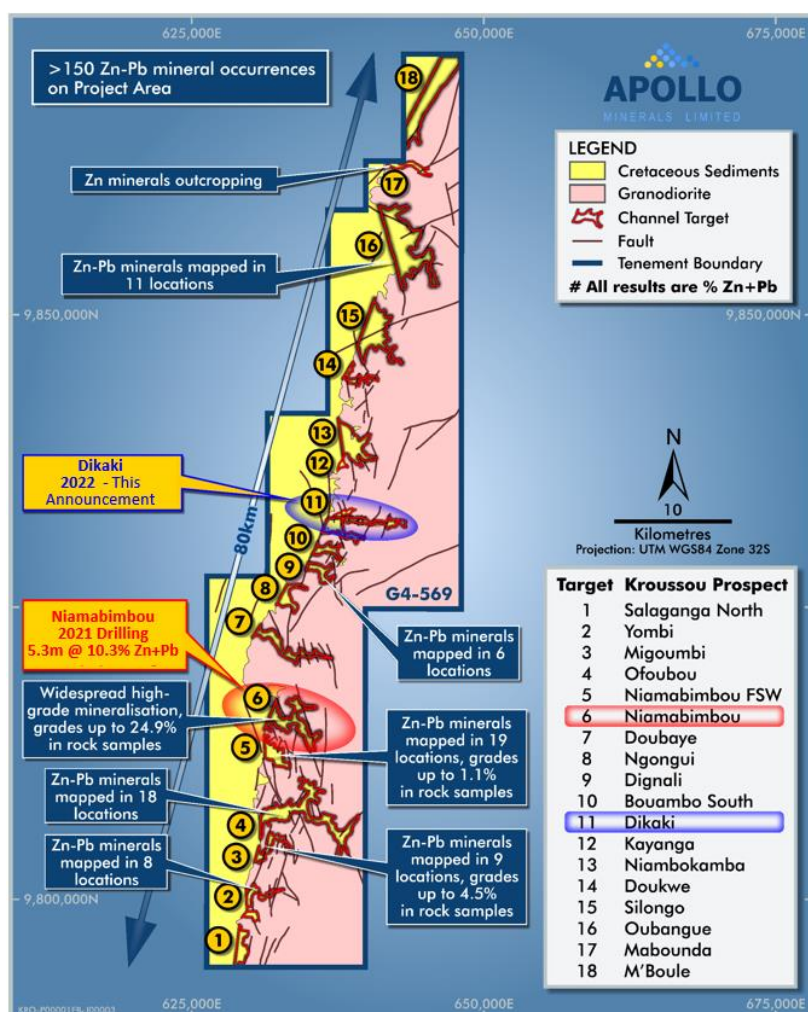 625,000E
650,000E
675,000E
>150 Zn-Pb mineral occurrences
on Project Area
APOLLO
MINERALS LIMITED
LEGEND
Cretaceous Sediments
Granodiorite
Channel Target
Fault
Tenement Boundary
# All results are % Zn+Pb
18
Zn minerals outcropping
17
16
Zn-Pb minerals mapped in
11 locations
9,850,000N
9,850,000N
15
14
13
12
Dikaki
2022 - This
Announcement
11
80km
10
9
8
G4-569
N
10
Kilometres
Projection: UTM WGS84 Zone 32S
Niamabimbou
2021 Drilling
5.3m @ 10.3% Zn+Pb
7
Zn-Pb minerals
mapped in 6
locations
6
Widespread high-
grade mineralisation,
grades up to 24.9%
in rock samples
5
Zn-Pb minerals
mapped in 19
locations, grades
up to 1.1%
in rock samples
Zn-Pb minerals
mapped in 18
locations
4
3
Zn-Pb minerals
mapped in 8
locations
Zn-Pb minerals
mapped in 9
locations, grades
up to 4.5%
in rock samples
2
9,800,000N
1
Target Kroussou Prospect
1 Salaganga North
2 Yombi
3 Migoumbi
4 Ofoubou
5 Niamabimbou FSW
6 Niamabimbou
7 Doubaye
8 Ngongui
9 Dignali
10 Bouambo South
11 Dikaki
12 Kayanga
13 Niambokamba
14 Doukwe
15 Silongo
16 Oubangue
17 Mabounda
18 M'Boule
625,000E
650,000E
675,000E